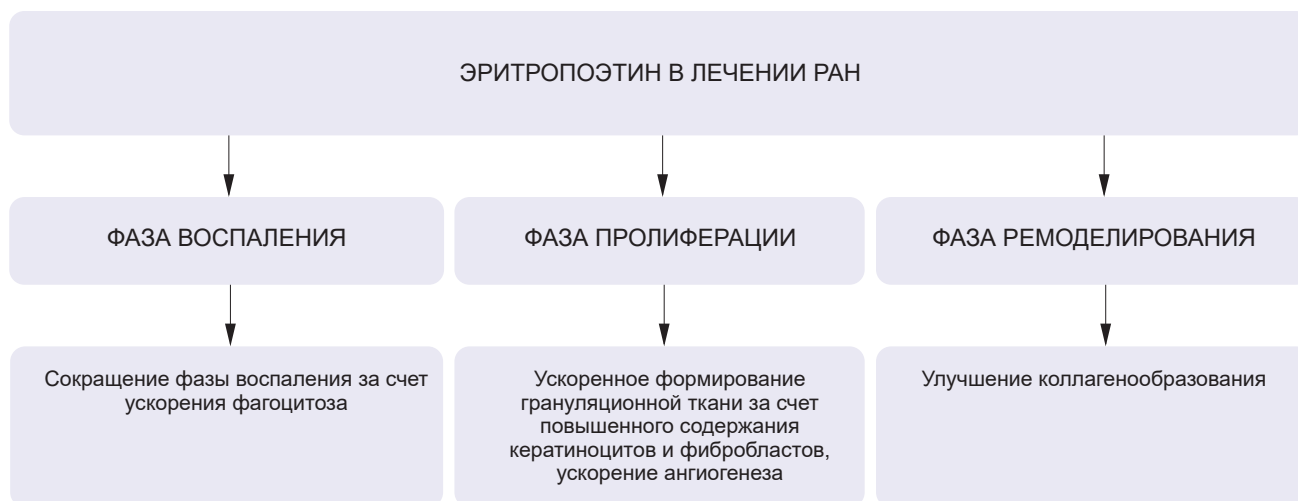 ЭРИТРОПОЭТИН В ЛЕЧЕНИИ РАН
ФАЗА ВОСПАЛЕНИЯ
ФАЗА ПРОЛИФЕРАЦИИ
ФАЗА РЕМОДЕЛИРОВАНИЯ
Сокращение фазы воспаления за счет
ускорения фагоцитоза
Ускоренное формирование
грануляционной ткани за счет
повышенного содержания
кератиноцитов и фибробластов,
ускорение ангиогенеза
Улучшение коллагенообразования